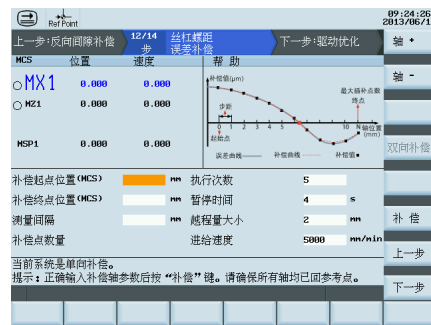 Ref Point
09:24:26
2013/06/1
上一步:反向间隙补偿
12/14
步
丝杠螺距
误差补偿
下一步:驱动优化
轴 +
MCS 位置 速度 帮 助
轴 -
MX1 0.000 0.000
MZ1 0.000 0.000
MSP1 0.000 0.000
补偿值(μm)
最大插补点数
终点
步距
0 1 2 3 4 5 10 N 轴位置
(mm)
起始点
误差曲线 补偿曲线 补偿值
双向补偿
补偿起点位置(MCS) mm 执行次数 5
补偿终点位置(MCS) mm 暂停时间 4 s
测量间隔 mm 越程量大小 2 mm
补偿点数量 进给速度 5000 mm/min
补 偿
上一步
当前系统是单向补偿。
提示:正确输入补偿轴参数后按“补偿”键。请确保所有轴均已回参考点。
下一步